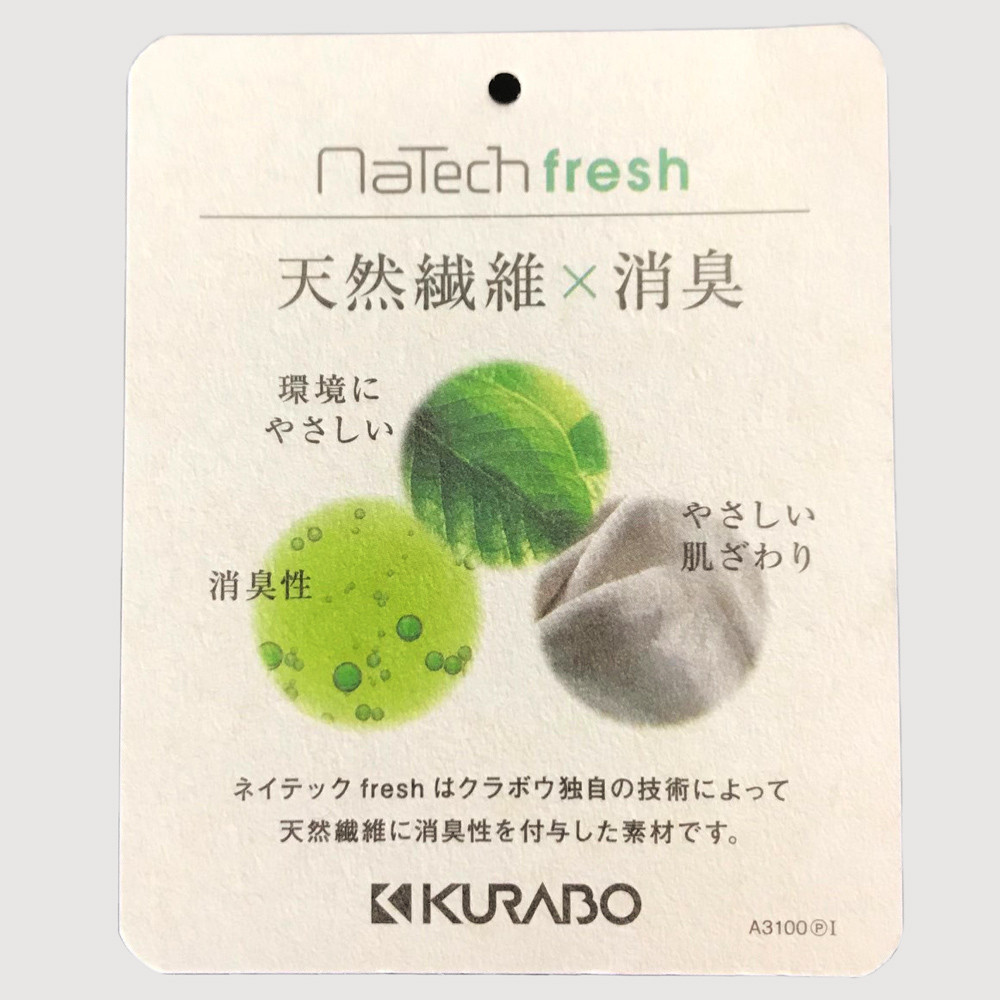 NaTech fresh
天然繊維×消臭
環境に
やさしい
やさしい
肌ざわり
消臭性
ネイテック fresh はクラボウ独自の技術によって
天然繊維に消臭性を付与した素材です。
KURABO
A3100ⓅI